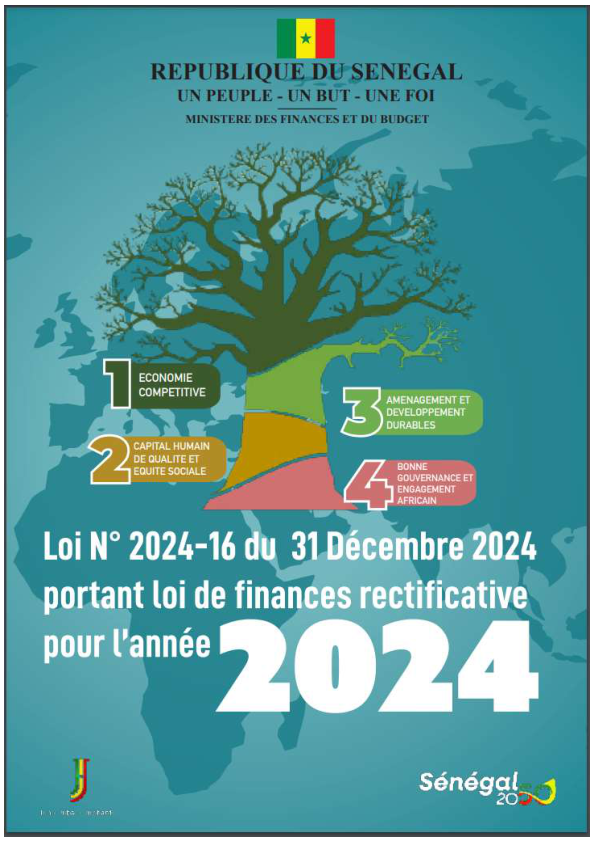 REPUBLIQUE DU SENEGAL
UN PEUPLE - UN BUT - UNE FOI
MINISTERE DES FINANCES ET DU BUDGET
1
ECONOMIE
COMPETITIVE
3
AMENAGEMENT ET
DEVELOPPEMENT
DURABLES
2
CAPITAL HUMAIN
DE QUALITE ET
EQUITE SOCIALE
4
BONE
GOUVERNANCE ET
ENGAGEMENT
AFRICAIN
Loi N° 2024-16 du 31 Décembre 2024
portant loi de finances rectificative
pour l'année 2024
Sénégal
2050